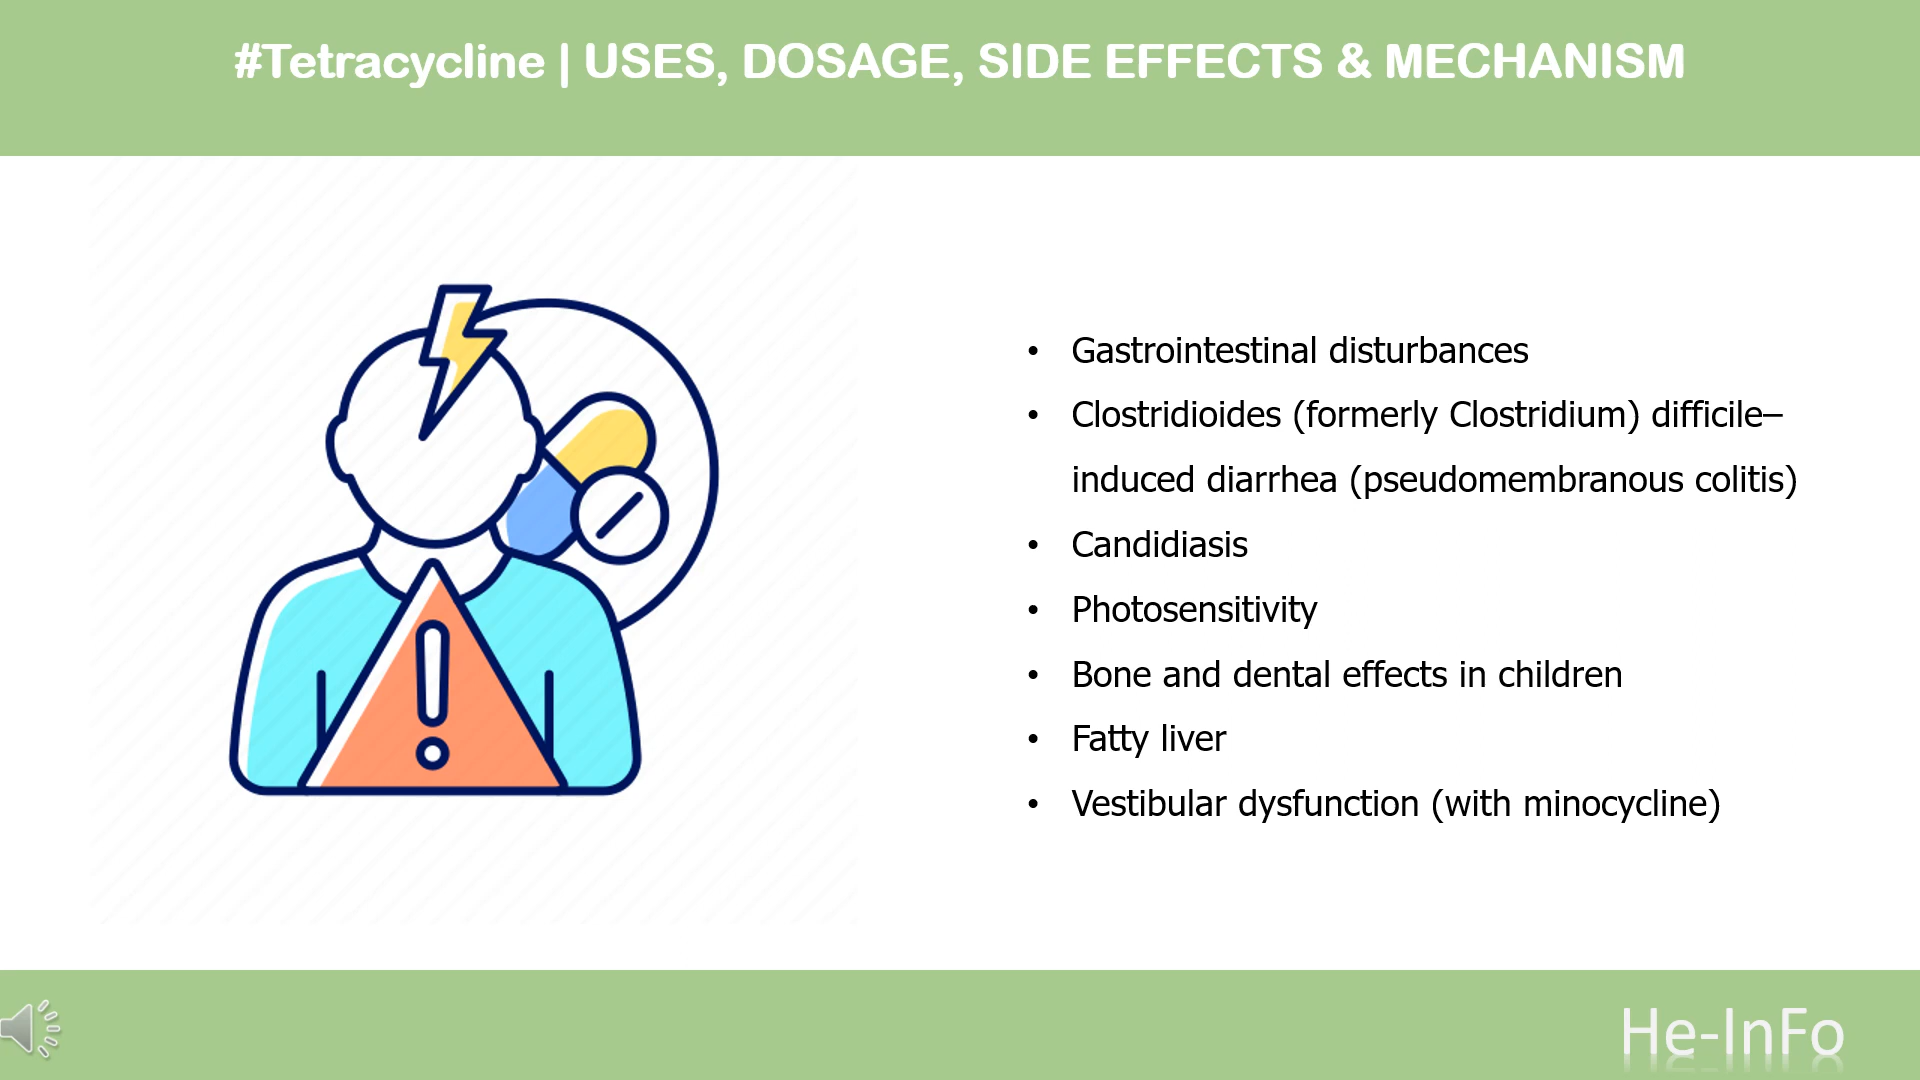 #Tetracycline | USES, DOSAGE, SIDE EFFECTS & MECHANISM
• Gastrointestinal disturbances
• Clostridioides (formerly Clostridium) difficile–
induced diarrhea (pseudomembranous colitis)
• Candidiasis
• Photosensitivity
• Bone and dental effects in children
• Fatty liver
• Vestibular dysfunction (with minocycline)
He-InFo